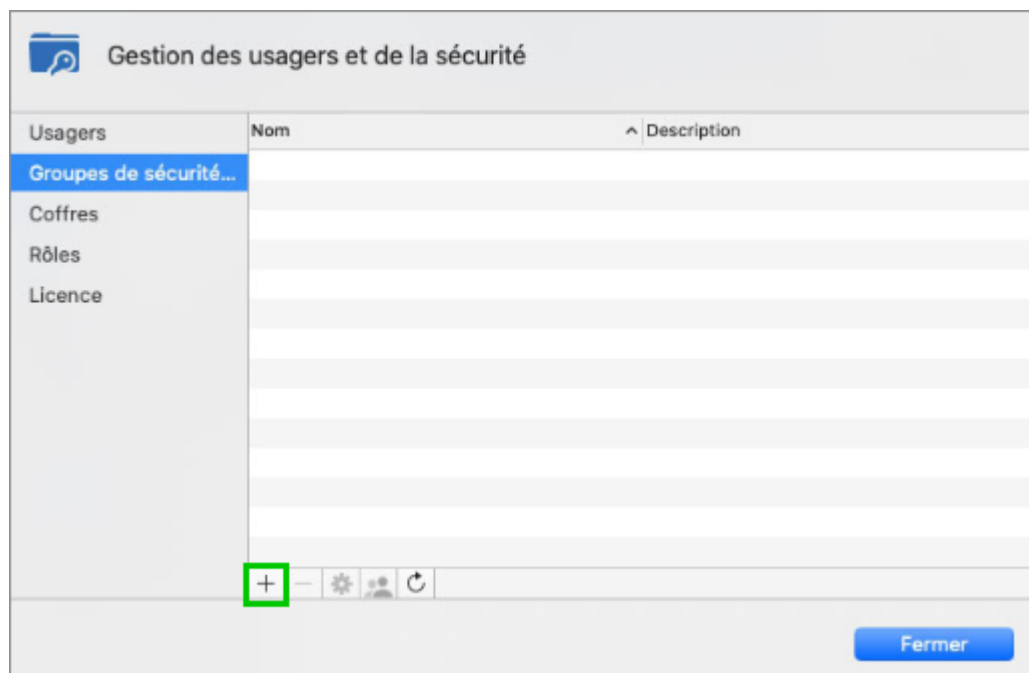 Gestion des usagers et de la sécurité
Usagers
Groupes de sécurité...
Coffres
Rôles
Licence
Nom
Description
Fermer